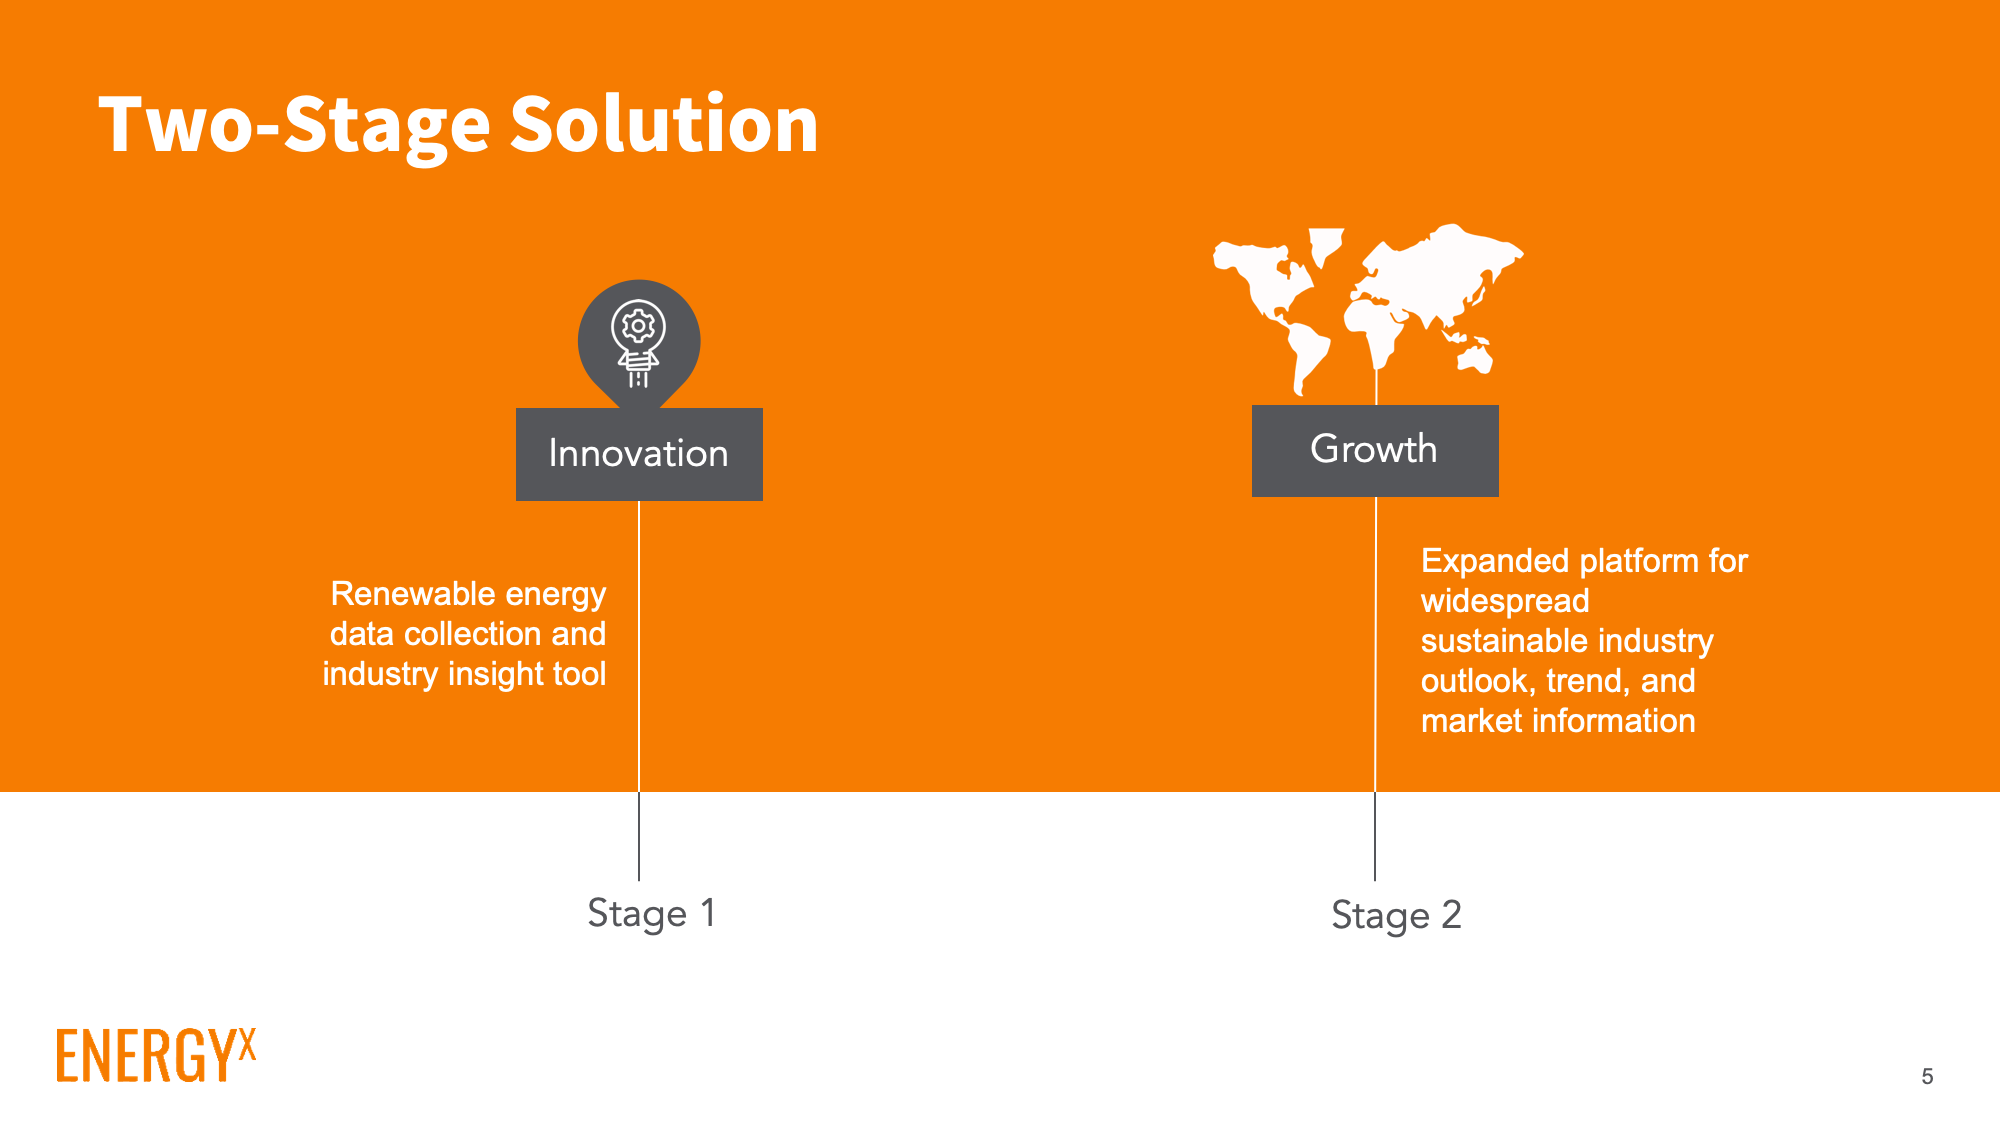 Two-Stage Solution
Innovation
Renewable energy
data collection and
industry insight tool
Stage 1
Growth
Expanded platform for
widespread
sustainable industry
outlook, trend, and
market information
Stage 2
ENERGYX
5